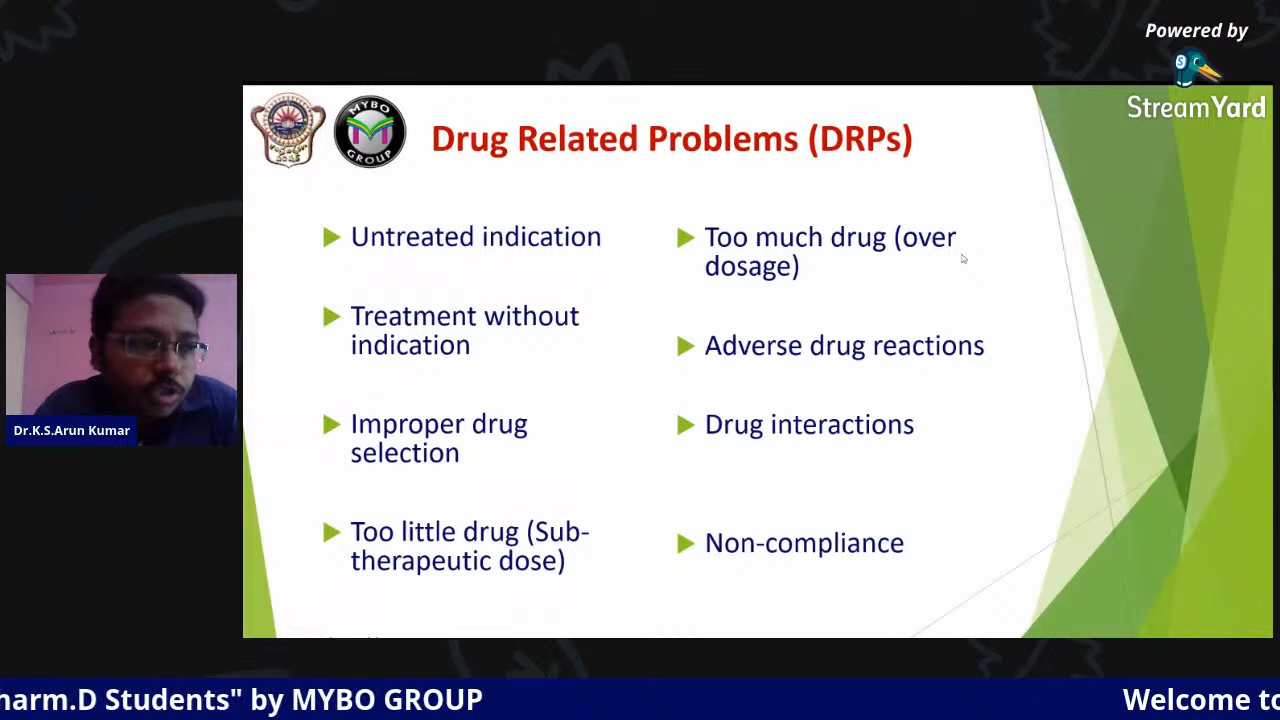 Powered by
StreamYard
MYBO
GROUP
Drug Related Problems (DRPs)
Untreated indication
Treatment without
indication
Improper drug
selection
Too little drug (Sub-
therapeutic dose)
Too much drug (over
dosage)
Adverse drug reactions
Drug interactions
Non-compliance
Dr.K.S.Arun Kumar
harm.D Students" by MYBO GROUP
Welcome to